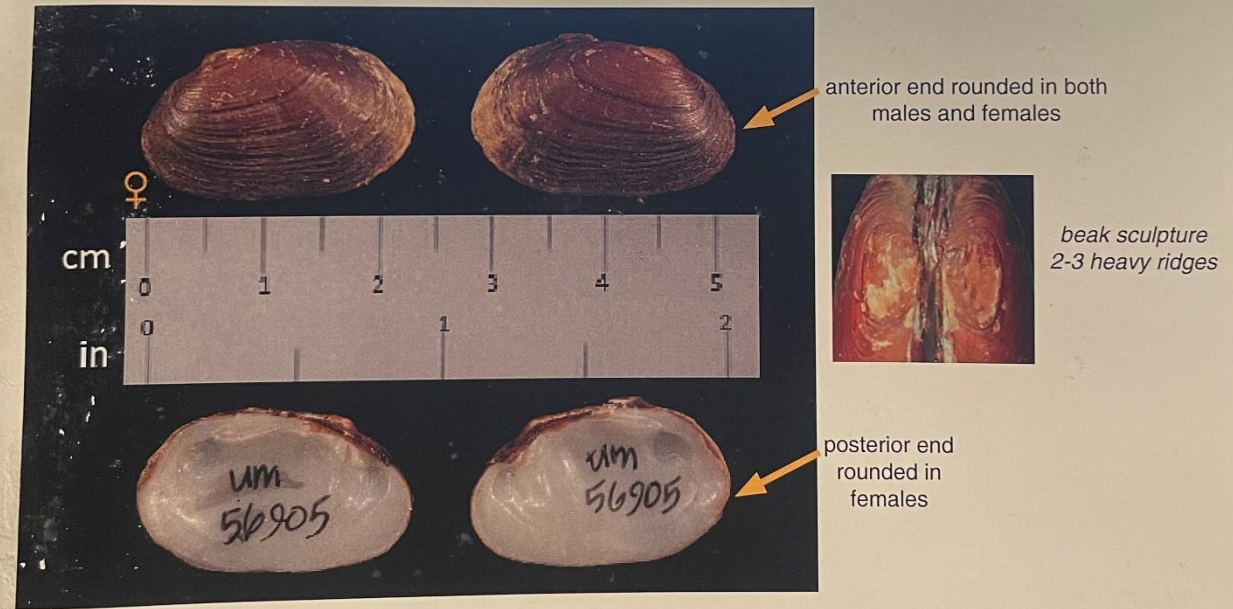 anterior end rounded in both
males and females
♀
cm
0 1 2 3 4 5
0 1 2
in
beak sculpture
2-3 heavy ridges
um
56905
um
56905
posterior end
rounded in
females